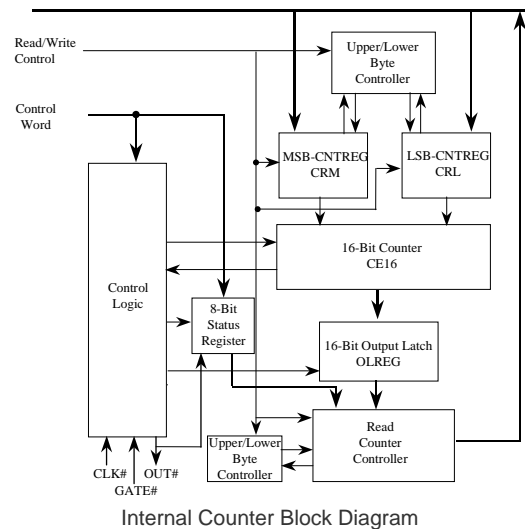 Read/Write
Control
Upper/Lower
Byte
Controller
Control
Word
MSB-CNTREG
CRM
LSB-CNTREG
CRL
16-Bit Counter
CE16
Control
Logic
8-Bit
Status
Register
16-Bit Output Latch
OLREG
Read
Counter
Controller
Upper/Lower
Byte
Controller
CLK#
OUT#
GATE#
Internal Counter Block Diagram